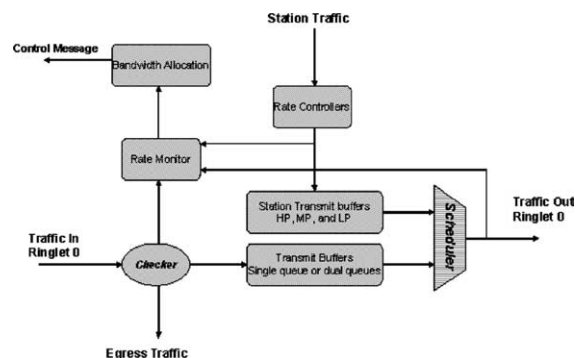 Station Traffic
Control Message
Bandwidth Allocation
Rate Controllers
Rate Monitor
Station Transmit buffers
HP, MP, and LP
Scheduler
Traffic Out
Ringlet 0
Traffic In
Ringlet 0
Checker
Transmit Buffers
Single queue or dual queues
Egress Traffic